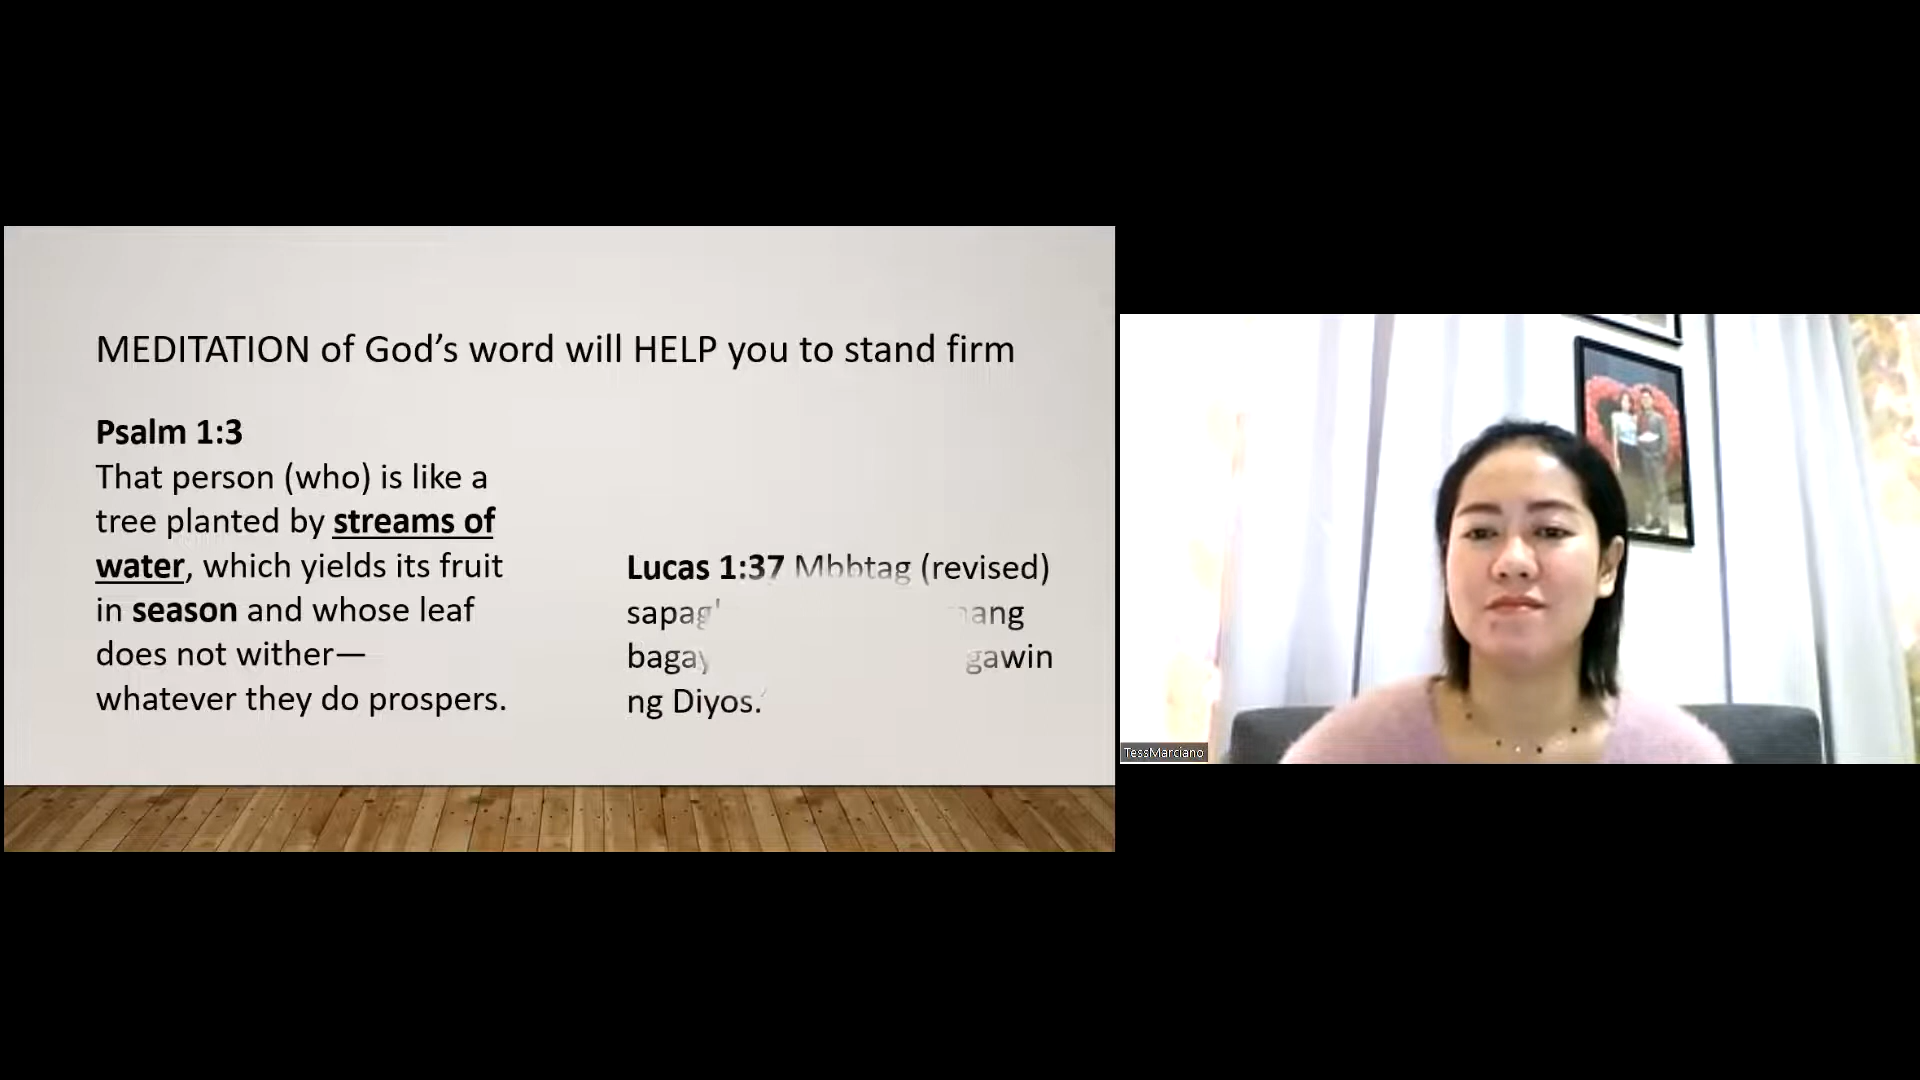 MEDITATION of God's word will HELP you to stand firm
Psalm 1:3
That person (who) is like a
tree planted by streams of
water, which yields its fruit
in season and whose leaf
does not wither—
whatever they do prospers.
Lucas 1:37 Mbbtag (revised)
ng Diyos.
TessMarciano